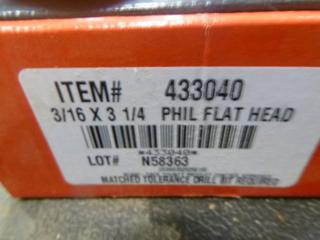 ITEM# 433040
3/16 X 3 1/4 PHIL FLAT HEAD
*433040*
LOT# N58363
MATCHED TOLERANCE DRILL BIT REQUIRED